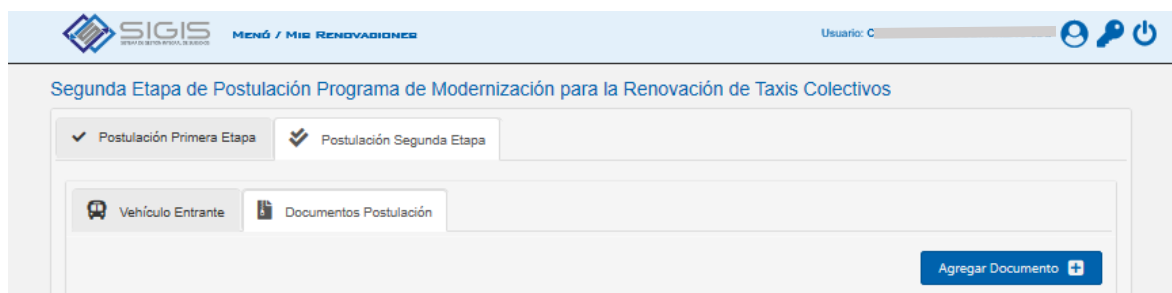 SIGIS
MENÚ / MIS RENOVACIONES
Usuario: C
Segunda Etapa de Postulación Programa de Modernización para la Renovación de Taxis Colectivos
Postulación Primera Etapa
Postulación Segunda Etapa
Vehículo Entrante
Documentos Postulación
Agregar Documento